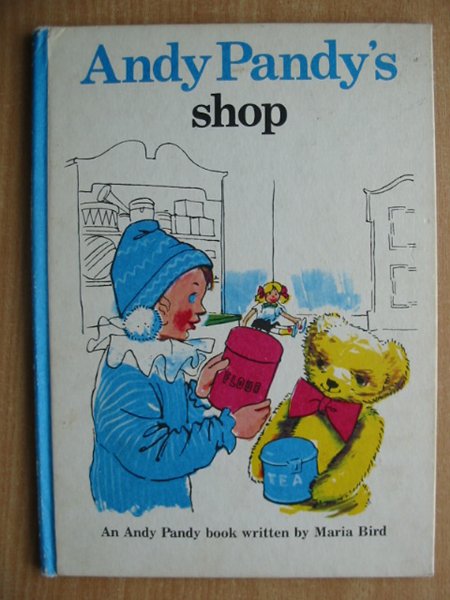 Andy Pandy's
shop
FLOUR
TEA
An Andy Pandy book written by Maria Bird